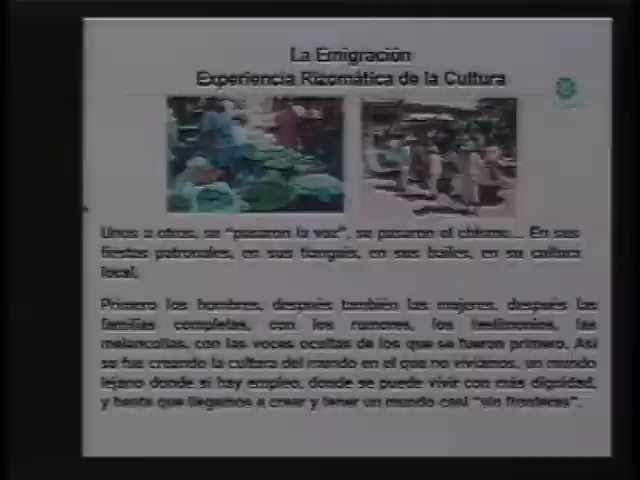 La Emigración
Experiencia Rizomática de la Cultura
Unos a otros, se "pasaron la voz", se pasaron el chisme... En sus
fiestas patronales, en sus tianguis, en sus bailes, en su cultura
local.
Primero los hombres, después también las mujeres, después las
familias completas, con los rumores, los testimonios, las
melancolías, con las voces ocultas de los que se fueron primero. Así
se fue creando la cultura del mundo en el que no vivíamos, un mundo
lejano donde si hay empleo, donde se puede vivir con más dignidad,
y hasta que llegamos a crear y tener un mundo casi "sin fronteras".